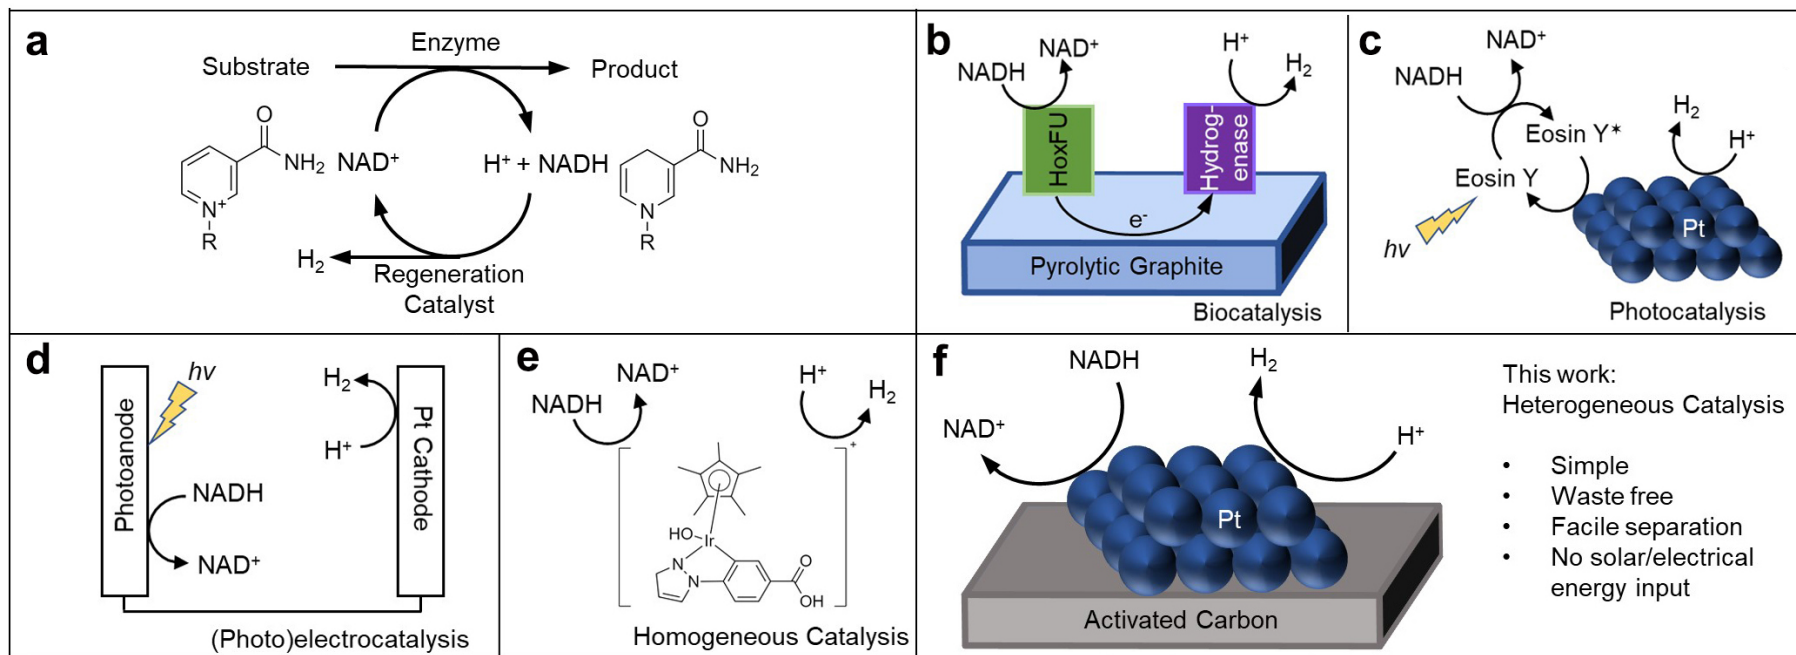 a
Enzyme
Substrate
Product
O
NH₂
N⁺
R
NAD⁺
H⁺ + NADH
O
NH₂
N
R
H₂
Regeneration
Catalyst
b
NADH
NAD⁺
H⁺
H₂
HoxFU
Hydrog-
enase
e⁻
Pyrolytic Graphite
Biocatalysis
c
NAD⁺
NADH
Eosin Y*
Eosin Y
hv
H₂
H⁺
Pt
Photocatalysis
d
Photoanode
hv
NADH
NAD⁺
H₂
H⁺
Pt Cathode
(Photo)electrocatalysis
e
NADH
NAD⁺
H⁺
H₂
+
HO
Ir
N
N
O
OH
Homogeneous Catalysis
f
NADH
NAD⁺
H₂
H⁺
Pt
Activated Carbon
This work:
Heterogeneous Catalysis
• Simple
• Waste free
• Facile separation
• No solar/electrical
energy input